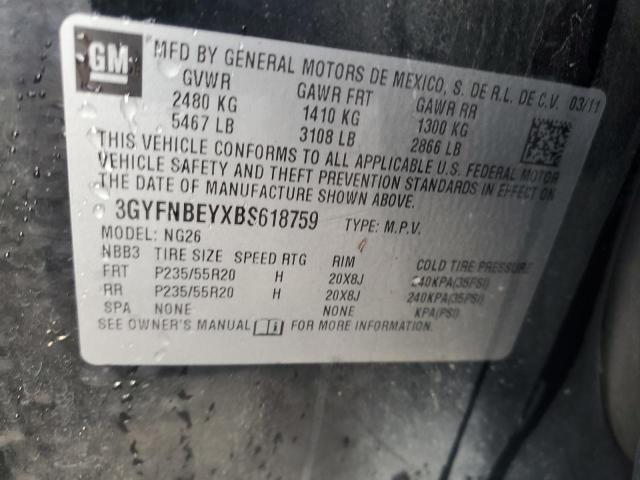 GM
MFD BY GENERAL MOTORS DE MEXICO, S. DE R.L. DE C.V. 03/11
GVWR GAWR FRT GAWR RR
2480 KG 1410 KG 1300 KG
5467 LB 3108 LB 2866 LB
THIS VEHICLE CONFORMS TO ALL APPLICABLE U.S. FEDERAL MOTOR
VEHICLE SAFETY AND THEFT PREVENTION STANDARDS IN EFFECT ON
THE DATE OF MANUFACTURE SHOWN ABOVE.
3GYFNBEYXBS618759 TYPE: M.P.V.
MODEL: NG26
NBB3 TIRE SIZE SPEED RTG RIM COLD TIRE PRESSURE
FRT P235/55R20 H 20X8J 240KPA(35PSI)
RR P235/55R20 H 20X8J 240KPA(35PSI)
SPA NONE NONE KPA(PSI)
SEE OWNER'S MANUAL FOR MORE INFORMATION.